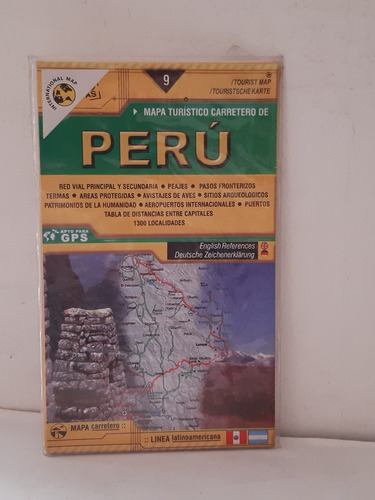 INTERNATIONAL MAP
9
/TOURIST MAP
/TOURISTSCHE KARTE
MAPA TURÍSTICO CARRETERO DE
PERÚ
RED VIAL PRINCIPAL Y SECUNDARIA • PEAJES • PASOS FRONTERIZOS
TERMAS • AREAS PROTEGIDAS • AVISTAJES DE AVES • SITIOS ARQUEOLOGICOS
PATRIMONIOS DE LA HUMANIDAD • AEROPUERTOS INTERNACIONALES • PUERTOS
TABLA DE DISTANCIAS ENTRE CAPITALES
1300 LOCALIDADES
APTO PARA
GPS
English References
Deutsche Zeichenerklärung
MAPA carretero ::
:: LINEA latinoamericana